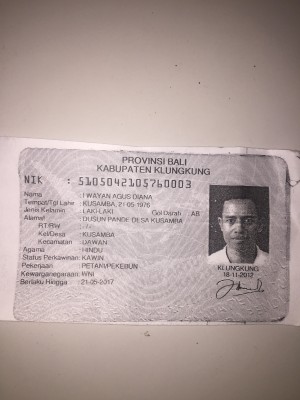 PROVINSI BALI
KABUPATEN KLUNGKUNG
NIK : 5105042105760003
Nama : I WAYAN AGUS DIANA
Tempat/Tgl Lahir : KUSAMBA, 21-05-1976
Jenis Kelamin : LAKI-LAKI Gol Darah : AB
Alamat : DUSUN PANDE DESA KUSAMBA
RT/RW : -/-
Kel/Desa : KUSAMBA
Kecamatan : DAWAN
Agama : HINDU
Status Perkawinan : KAWIN
Pekerjaan : PETANI/PEKEBUN
Kewarganegaraan : WNI
Berlaku Hingga : 21-05-2017
KLUNGKUNG
18-11-2012